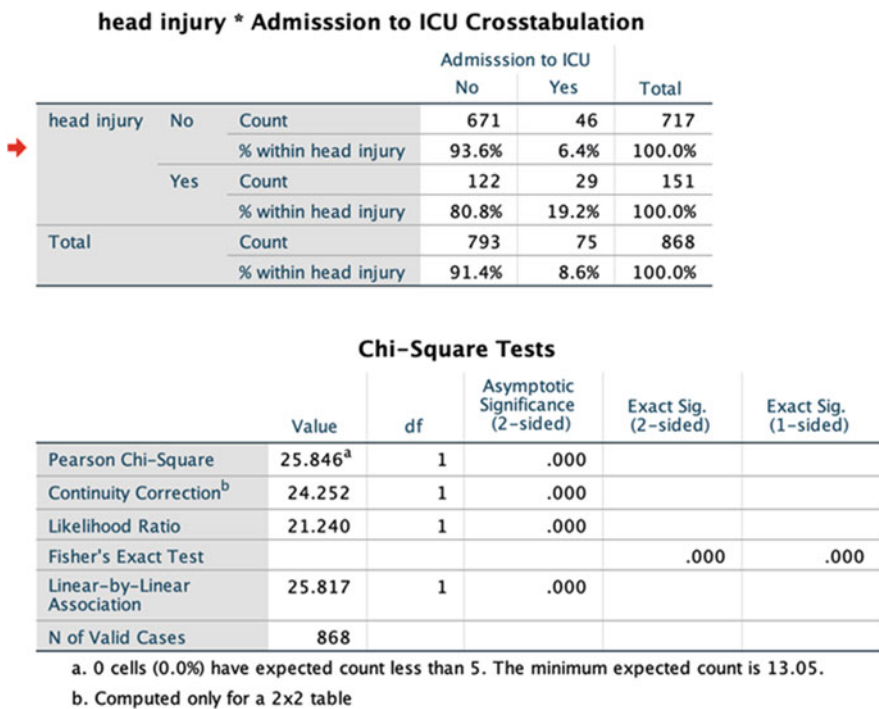 head injury * Admisssion to ICU Crosstabulation
Admisssion to ICU
No Yes Total
head injury No Count 671 46 717
% within head injury 93.6% 6.4% 100.0%
Yes Count 122 29 151
% within head injury 80.8% 19.2% 100.0%
Total Count 793 75 868
% within head injury 91.4% 8.6% 100.0%
Chi-Square Tests
Asymptotic
Significance Exact Sig. Exact Sig.
Value df (2-sided) (2-sided) (1-sided)
Pearson Chi-Square 25.846a 1 .000
Continuity Correctionb 24.252 1 .000
Likelihood Ratio 21.240 1 .000
Fisher's Exact Test .000 .000
Linear-by-Linear 25.817 1 .000
Association
N of Valid Cases 868
a. 0 cells (0.0%) have expected count less than 5. The minimum expected count is 13.05.
b. Computed only for a 2x2 table